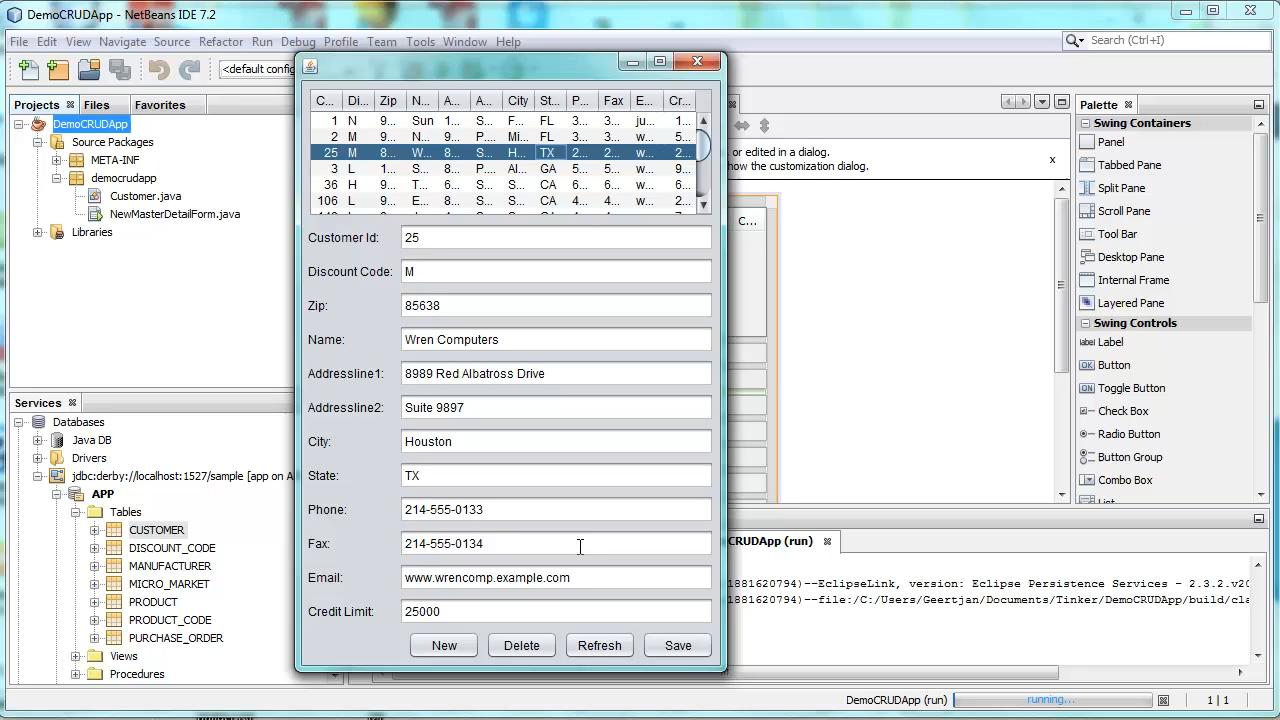 DemoCRUDApp - NetBeans IDE 7.2
File Edit View Navigate Source Refactor Run Debug Profile Team Tools Window Help
Search (Ctrl+I)
<default config
Projects Files Favorites
DemoCRUDApp
Source Packages
META-INF
democrudapp
Customer.java
NewMasterDetailForm.java
Libraries
Services
Databases
Java DB
Drivers
jdbc:derby://localhost:1527/sample [app on A
APP
Tables
CUSTOMER
DISCOUNT_CODE
MANUFACTURER
MICRO_MARKET
PRODUCT
PRODUCT_CODE
PURCHASE_ORDER
Views
Procedures
C... Di... Zip N... A... A... City St... P... Fax E... Cr...
1 N 9... Sun 1... S... F... FL 3... 3... ju... 1...
2 M 9... N... 9... P... Mi... FL 3... 3... w... 5...
25 M 8... W... 8... S... H... TX 2... 2... w... 2...
3 L 1... S... 8... P... Al... GA 5... 5... w... 9...
36 H 9... T... 6... S... S... CA 4... 4... w... 6...
106 L 9... E... 8... S... S... CA 4... 4... w... 2...
Customer Id: 25
Discount Code: M
Zip: 85638
Name: Wren Computers
Addressline1: 8989 Red Albatross Drive
Addressline2: Suite 9897
City: Houston
State: TX
Phone: 214-555-0133
Fax: 214-555-0134
Email: www.wrencomp.example.com
Credit Limit: 25000
New Delete Refresh Save
or edited in a dialog.
show the customization dialog.
x
C...
Palette
Swing Containers
Panel
Tabbed Pane
Split Pane
Scroll Pane
Tool Bar
Desktop Pane
Internal Frame
Layered Pane
Swing Controls
Label
Button
Toggle Button
Check Box
Radio Button
Button Group
Combo Box
List
CRUDApp (run)
1881620794)--EclipseLink, version: Eclipse Persistence Services - 2.3.2.v20
1881620794)--file:/C:/Users/Geertjan/Documents/Tinker/DemoCRUDApp/build/cla
DemoCRUDApp (run) running... 1 | 1